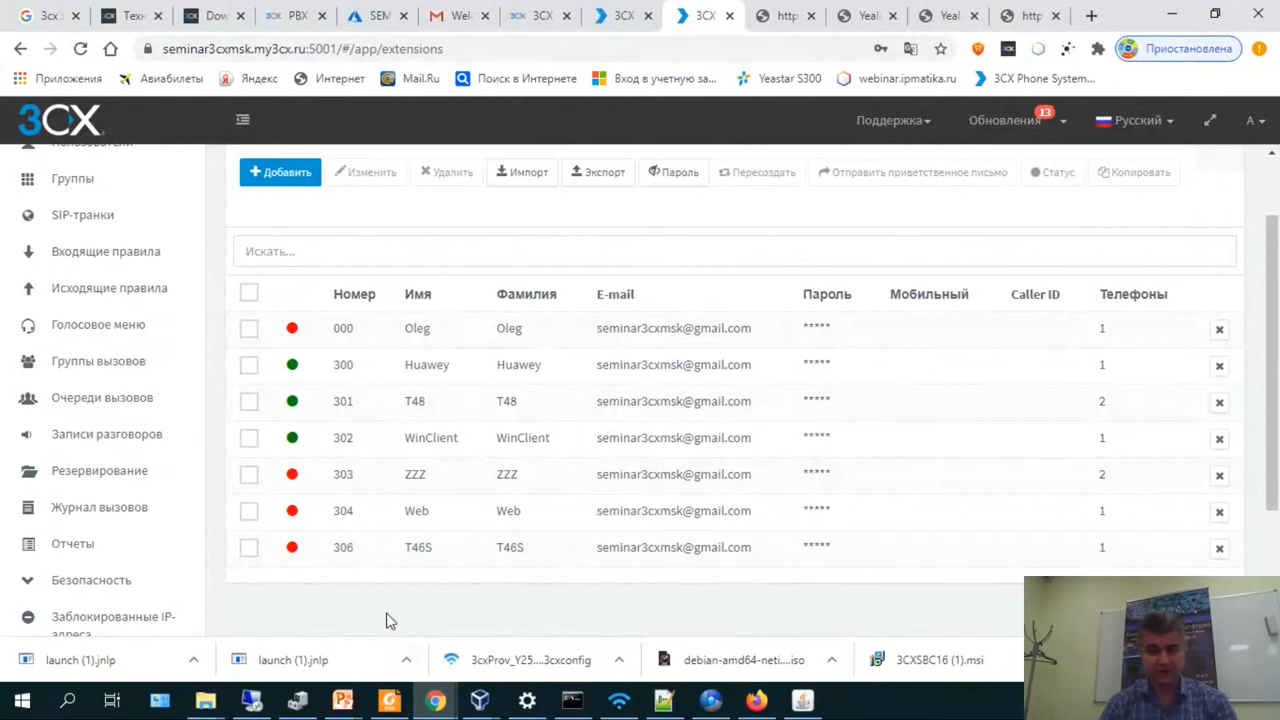 3cx з
Техн
Dow
PBX
SEM
Wel
3CX
3CX
3CX
http
Yeal
Yeal
http
seminar3cxmsk.my3cx.ru:5001/#/app/extensions
Приостановлена
Приложения
Авиабилеты
Яндекс
Интернет
Mail.Ru
Поиск в Интернете
Вход в учетную за...
Yeastar S300
webinar.ipmatika.ru
3CX Phone System...
3CX
Поддержка
Обновления 13
Русский
A
Пользователи
Группы
SIP-транки
Входящие правила
Исходящие правила
Голосовое меню
Группы вызовов
Очереди вызовов
Записи разговоров
Резервирование
Журнал вызовов
Отчеты
Безопасность
Заблокированные IP-
адреса
Добавить
Изменить
Удалить
Импорт
Экспорт
Пароль
Пересоздать
Отправить приветственное письмо
Статус
Копировать
Искать...
Номер Имя Фамилия E-mail Пароль Мобильный Caller ID Телефоны
000 Oleg Oleg seminar3cxmsk@gmail.com ***** 1
300 Huawey Huawey seminar3cxmsk@gmail.com ***** 1
301 T48 T48 seminar3cxmsk@gmail.com ***** 2
302 WinClient WinClient seminar3cxmsk@gmail.com ***** 1
303 ZZZ ZZZ seminar3cxmsk@gmail.com ***** 2
304 Web Web seminar3cxmsk@gmail.com ***** 1
306 T46S T46S seminar3cxmsk@gmail.com ***** 1
launch (1).jnlp
launch (1).jnlp
3cxProv_Y25....3cxconfig
debian-amd64-neti....iso
3CXSBC16 (1).msi